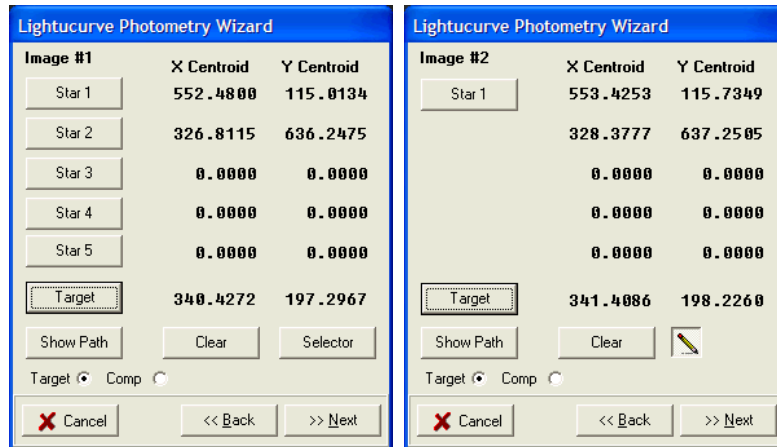 Lightucurve Photometry Wizard
Image #1
X Centroid Y Centroid
Star 1 552.4800 115.0134
Star 2 326.8115 636.2475
Star 3 0.0000 0.0000
Star 4 0.0000 0.0000
Star 5 0.0000 0.0000
Target 340.4272 197.2967
Show Path Clear Selector
Target Comp
Cancel << Back >> Next
Lightucurve Photometry Wizard
Image #2
X Centroid Y Centroid
Star 1 553.4253 115.7349
328.3777 637.2505
0.0000 0.0000
0.0000 0.0000
0.0000 0.0000
Target 341.4086 198.2260
Show Path Clear
Target Comp
Cancel << Back >> Next